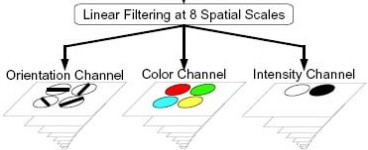 Linear Filtering at 8 Spatial Scales
Orientation Channel Color Channel Intensity Channel